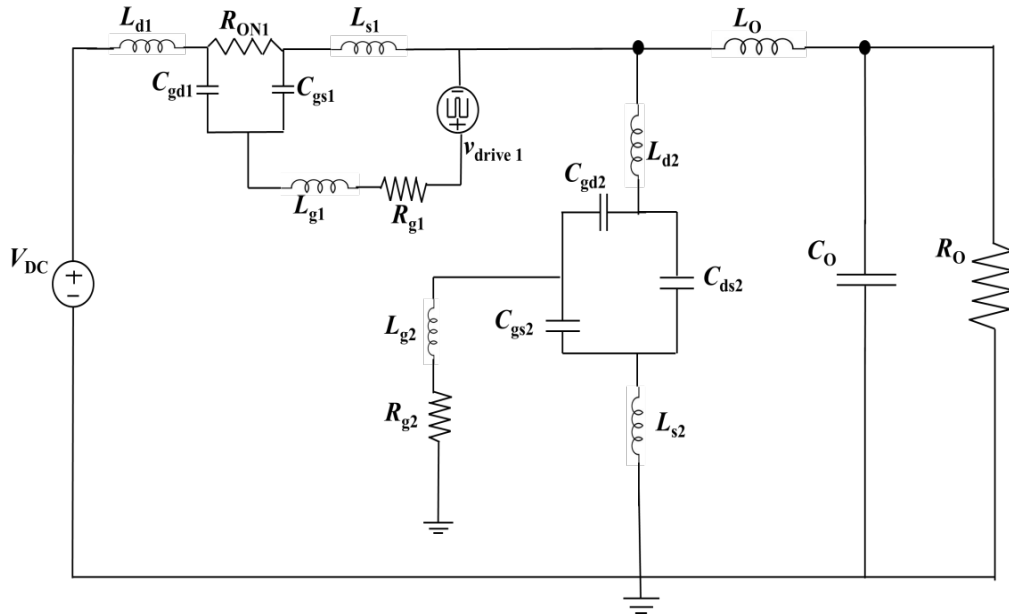 L_d1
R_ON1
L_s1
L_O
C_gd1
C_gs1
v_drive 1
L_d2
L_g1
R_g1
C_gd2
V_DC
C_O
R_O
C_ds2
L_g2
C_gs2
R_g2
L_s2